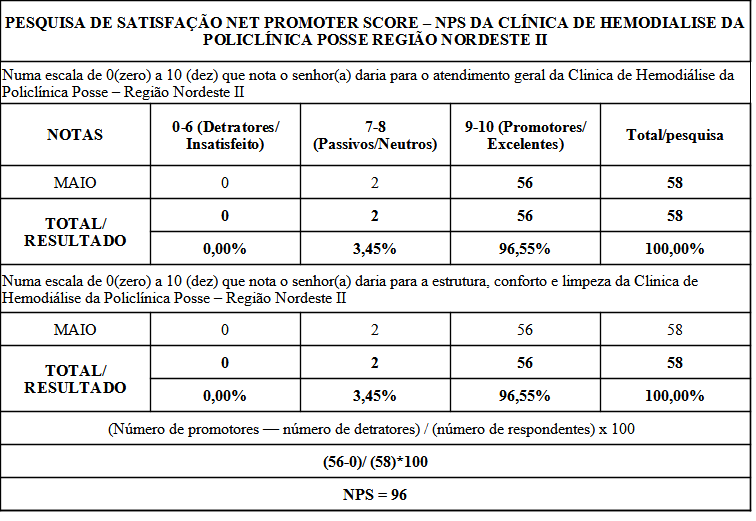 PESQUISA DE SATISFAÇÃO NET PROMOTER SCORE – NPS DA CLÍNICA DE HEMODIALISE DA
POLICLÍNICA POSSE REGIÃO NORDESTE II
Numa escala de 0(zero) a 10 (dez) que nota o senhor(a) daria para o atendimento geral da Clinica de Hemodiálise da
Policlínica Posse – Região Nordeste II
NOTAS
0-6 (Detratores/
Insatisfeito)
7-8
(Passivos/Neutros)
9-10 (Promotores/
Excelentes)
Total/pesquisa
MAIO 0 2 56 58
TOTAL/
RESULTADO
0 2 56 58
0,00% 3,45% 96,55% 100,00%
Numa escala de 0(zero) a 10 (dez) que nota o senhor(a) daria para a estrutura, conforto e limpeza da Clinica de
Hemodiálise da Policlínica Posse – Região Nordeste II
MAIO 0 2 56 58
TOTAL/
RESULTADO
0 2 56 58
0,00% 3,45% 96,55% 100,00%
(Número de promotores — número de detratores) / (número de respondentes) x 100
(56-0)/ (58)*100
NPS = 96